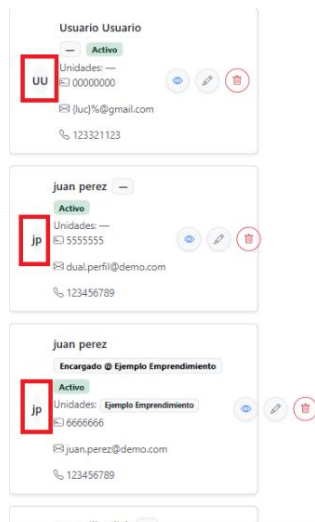 Usuario Usuario
— Activo
Unidades: —
UU
00000000
{luc}%@gmail.com
123321123
juan perez —
Activo
Unidades: —
jp
5555555
dual.perfil@demo.com
123456789
juan perez
Encargado @ Ejemplo Emprendimiento
Activo
Unidades: Ejemplo Emprendimiento
jp
6666666
juan.perez@demo.com
123456789